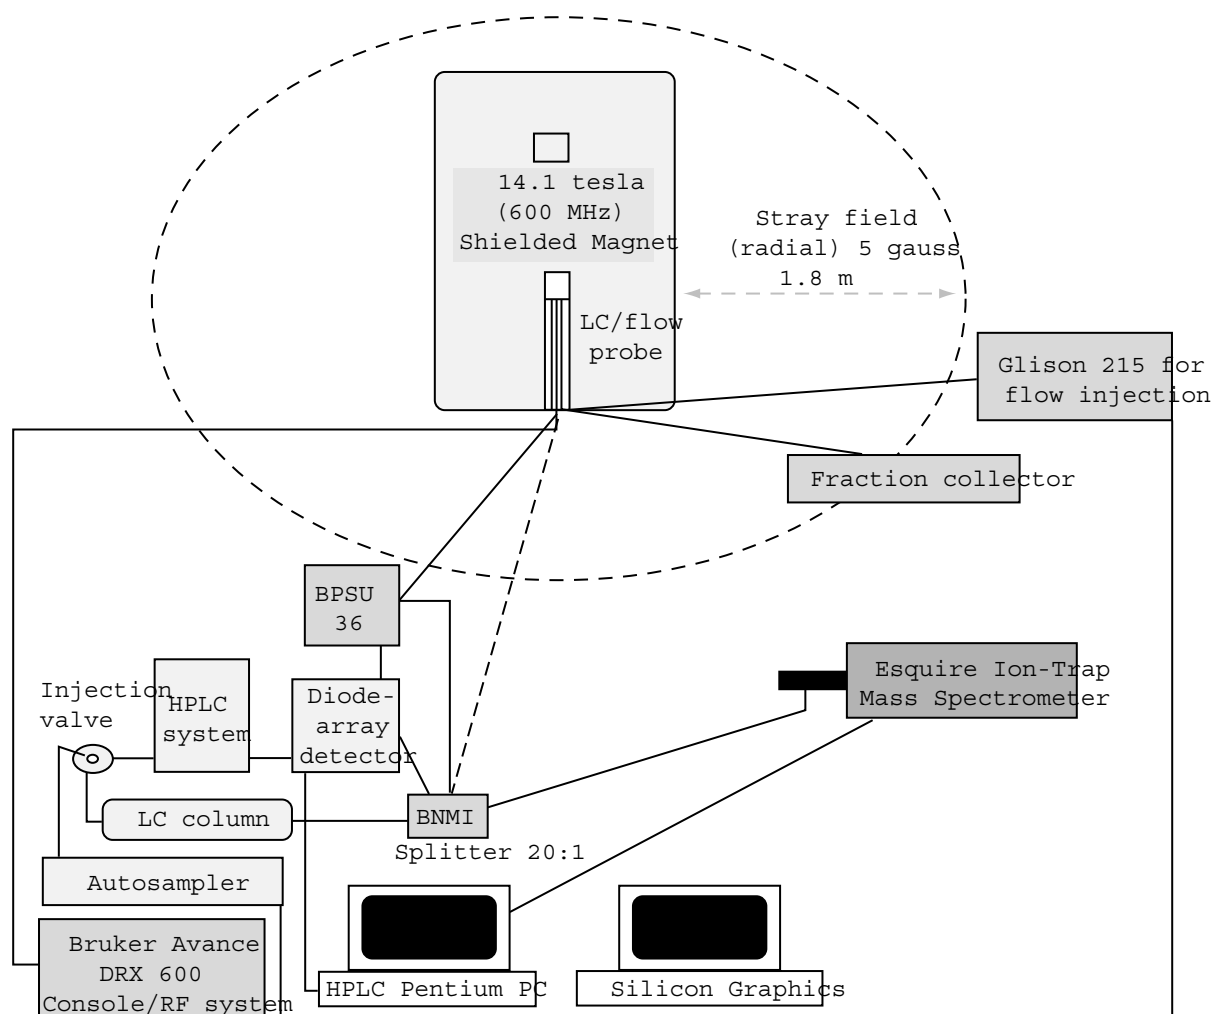 14.1 tesla
(600 MHz)
Shielded Magnet
Stray field
(radial) 5 gauss
1.8 m
LC/flow
probe
Glison 215 for
flow injection
Fraction collector
BPSU
36
Esquire Ion-Trap
Mass Spectrometer
Injection
valve
HPLC
system
Diode-
array
detector
LC column
BNMI
Splitter 20:1
Autosampler
Bruker Avance
DRX 600
Console/RF system
HPLC Pentium PC
Silicon Graphics